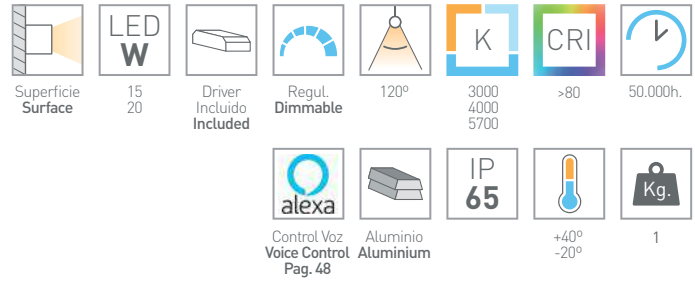 LED
W
K
CRI
Superficie
Surface
15
20
Driver
Incluido
Included
Regul.
Dimmable
120º
3000
4000
5700
>80
50.000h.
alexa
IP
65
Kg.
Control Voz
Voice Control
Pag. 48
Aluminio
Aluminium
+40º
-20º
1